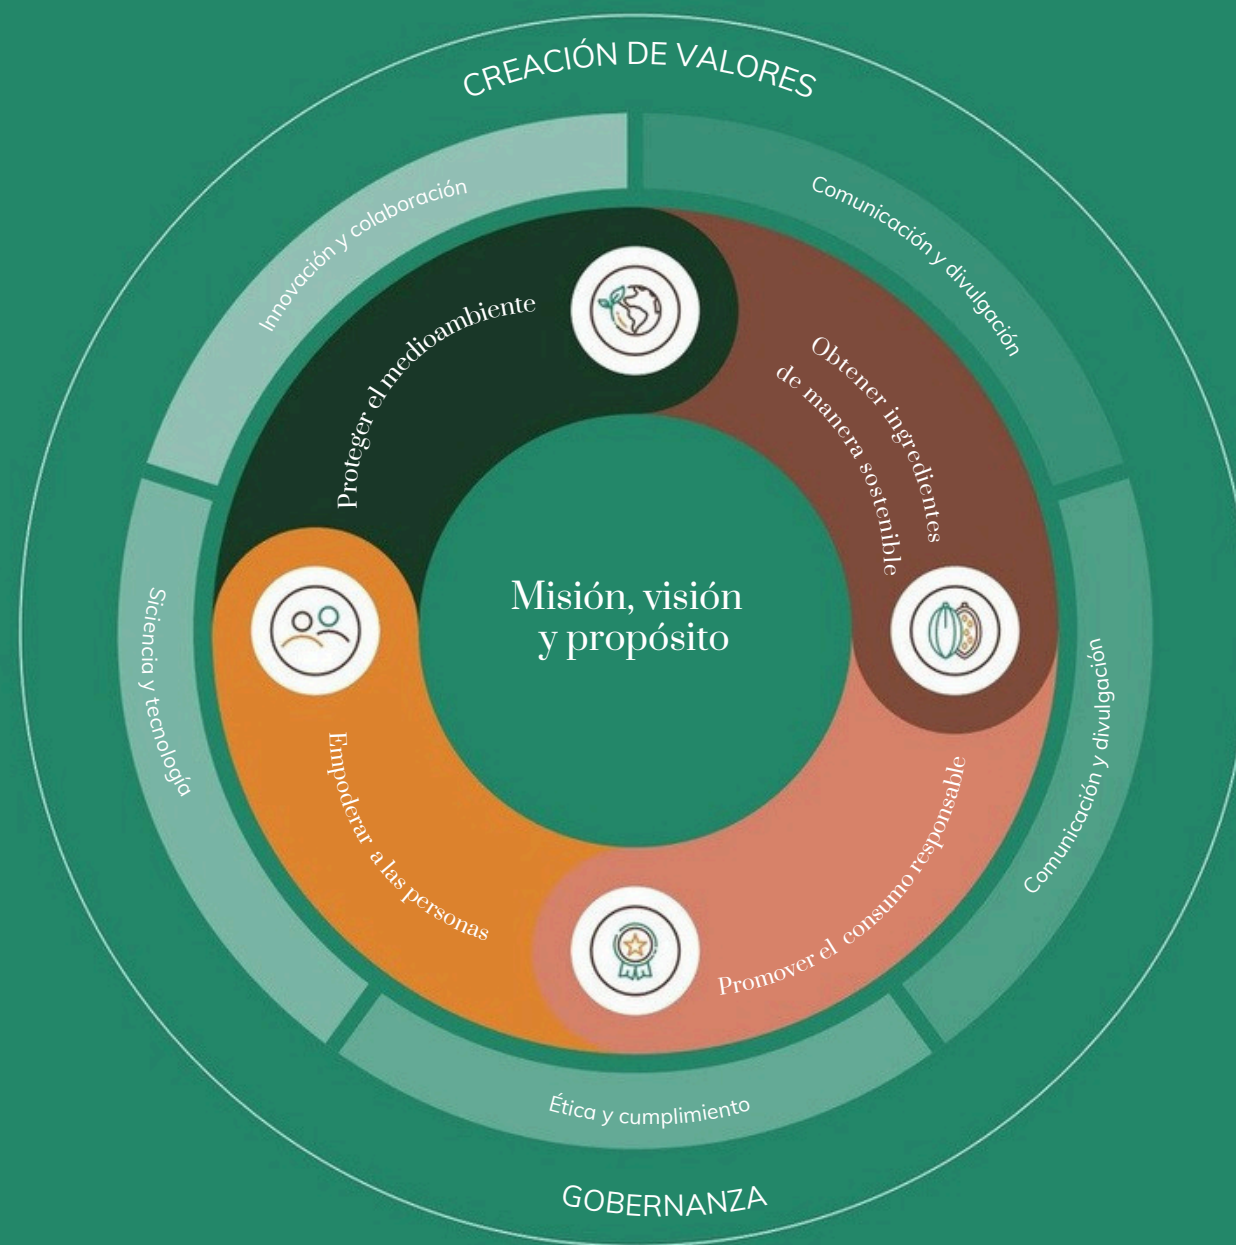 CREACIÓN DE VALORES
Innovación y colaboración
Comunicación y divulgación
Proteger el medioambiente
Obtener ingredientes
de manera sostenible
Misión, visión
y propósito
Siciencia y tecnología
Comunicación y divulgación
Empoderar a las personas
Promover el consumo responsable
Ética y cumplimiento
GOBERNANZA